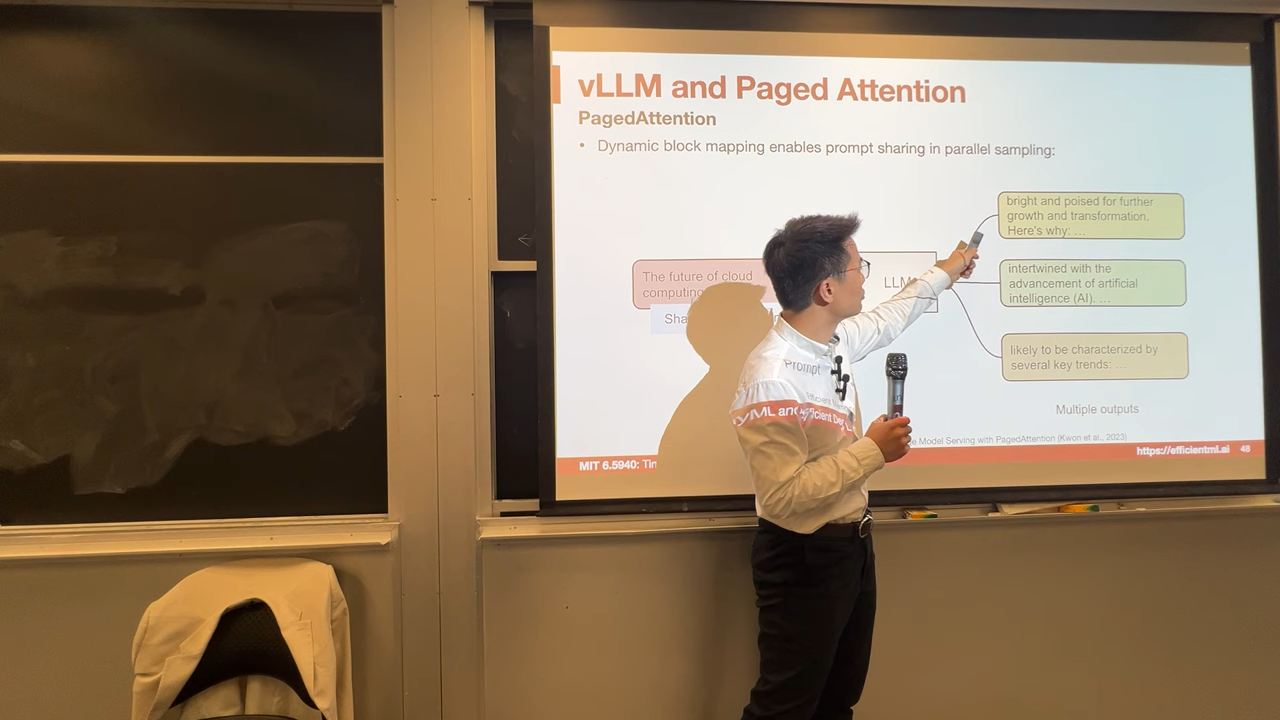 vLLM and Paged Attention
PagedAttention
• Dynamic block mapping enables prompt sharing in parallel sampling:
The future of cloud
computing
LLM
bright and poised for further
growth and transformation.
Here's why: …
intertwined with the
advancement of artificial
intelligence (AI). …
likely to be characterized by
several key trends: …
Prompt
Multiple outputs
Model Serving with PagedAttention (Kwon et al., 2023)
MIT 6.5940:
ML and Efficient
https://efficientml.ai 48